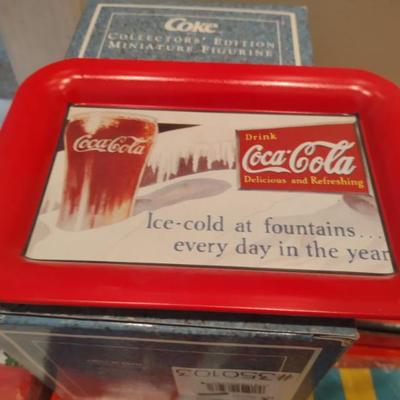 Coke
COLLECTORS' EDITION
MINIATURE FIGURINE
Coca-Cola
Drink
Coca-Cola
Delicious and Refreshing
Ice-cold at fountains...
every day in the year
#350103